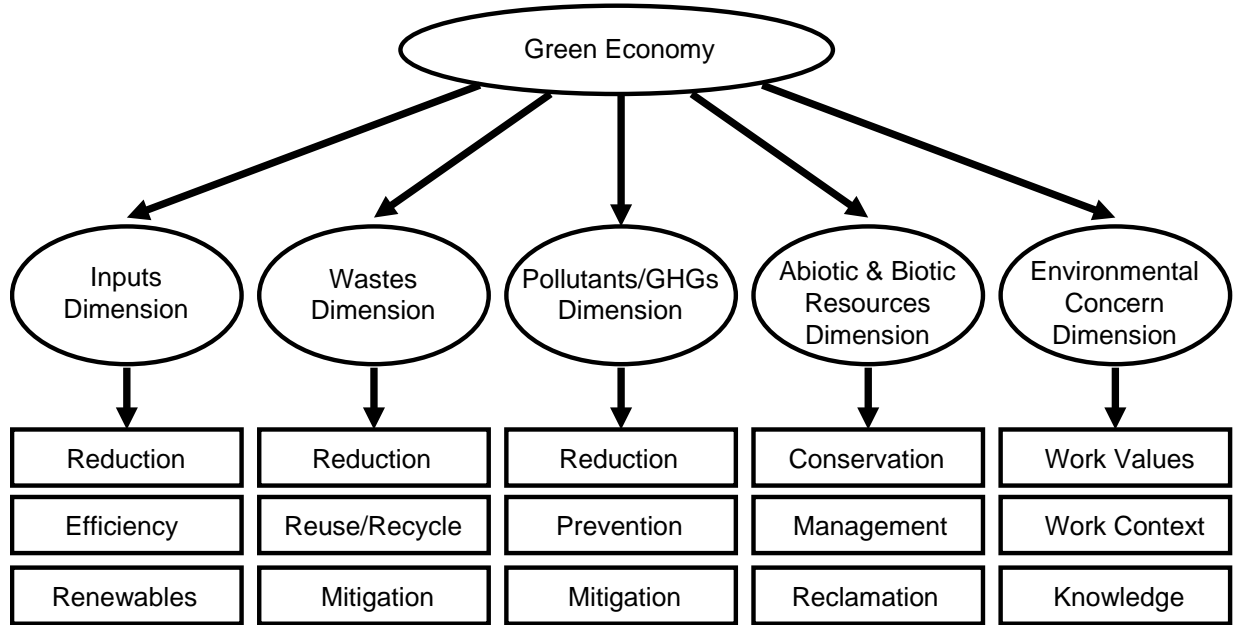 Green Economy
Inputs
Dimension
Wastes
Dimension
Pollutants/GHGs
Dimension
Abiotic & Biotic
Resources
Dimension
Environmental
Concern
Dimension
Reduction
Reduction
Reduction
Conservation
Work Values
Efficiency
Reuse/Recycle
Prevention
Management
Work Context
Renewables
Mitigation
Mitigation
Reclamation
Knowledge